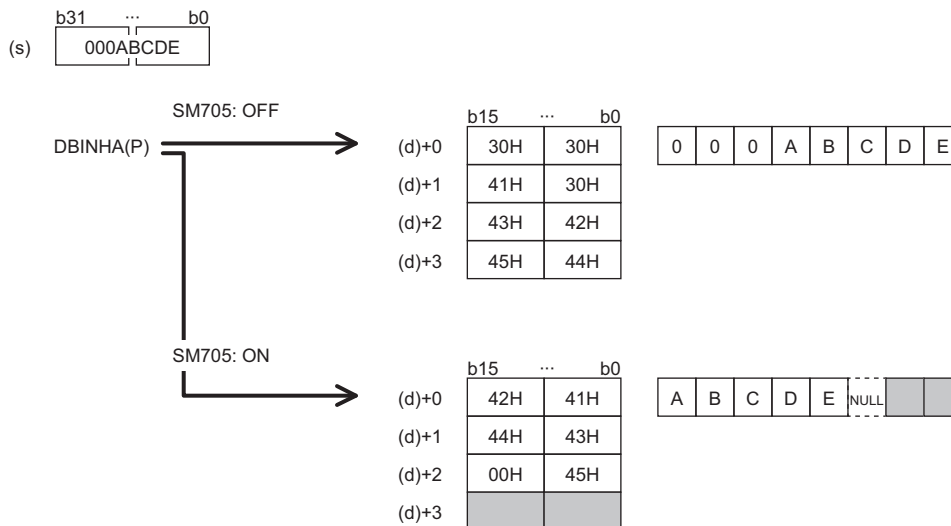 b31 ··· b0
(s) 000ABCDE
SM705: OFF
DBINHA(P)
b15 ··· b0
(d)+0 30H 30H 0 0 0 A B C D E
(d)+1 41H 30H
(d)+2 43H 42H
(d)+3 45H 44H
SM705: ON
b15 ··· b0
(d)+0 42H 41H A B C D E NULL
(d)+1 44H 43H
(d)+2 00H 45H
(d)+3